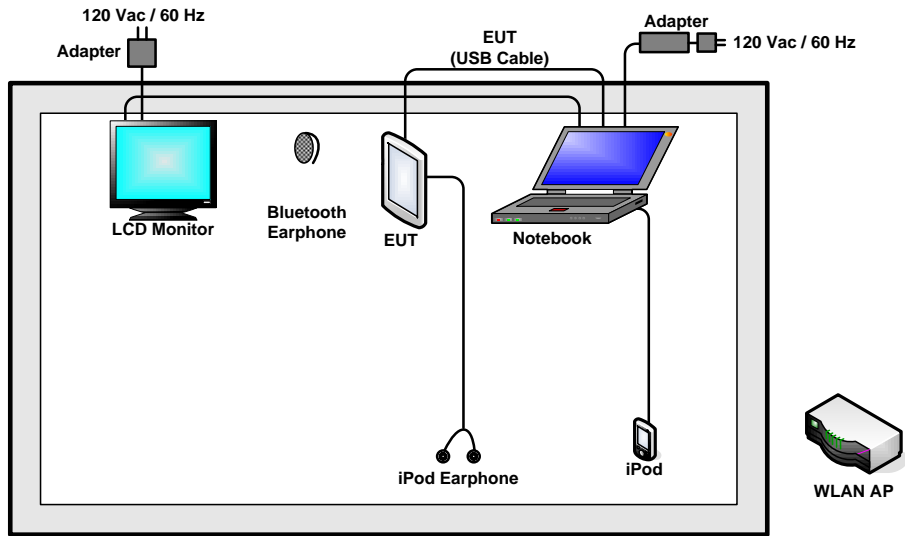 120 Vac / 60 Hz
Adapter
EUT
(USB Cable)
Adapter
120 Vac / 60 Hz
LCD Monitor
Bluetooth
Earphone
EUT
Notebook
iPod Earphone
iPod
WLAN AP